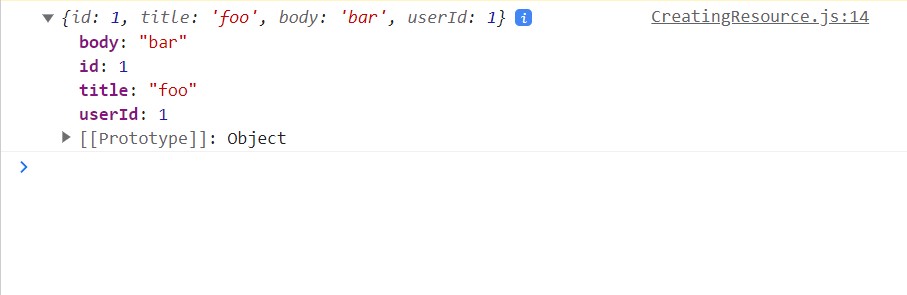 {id: 1, title: 'foo', body: 'bar', userId: 1} i CreatingResource.js:14
body: "bar"
id: 1
title: "foo"
userId: 1
[[Prototype]]: Object